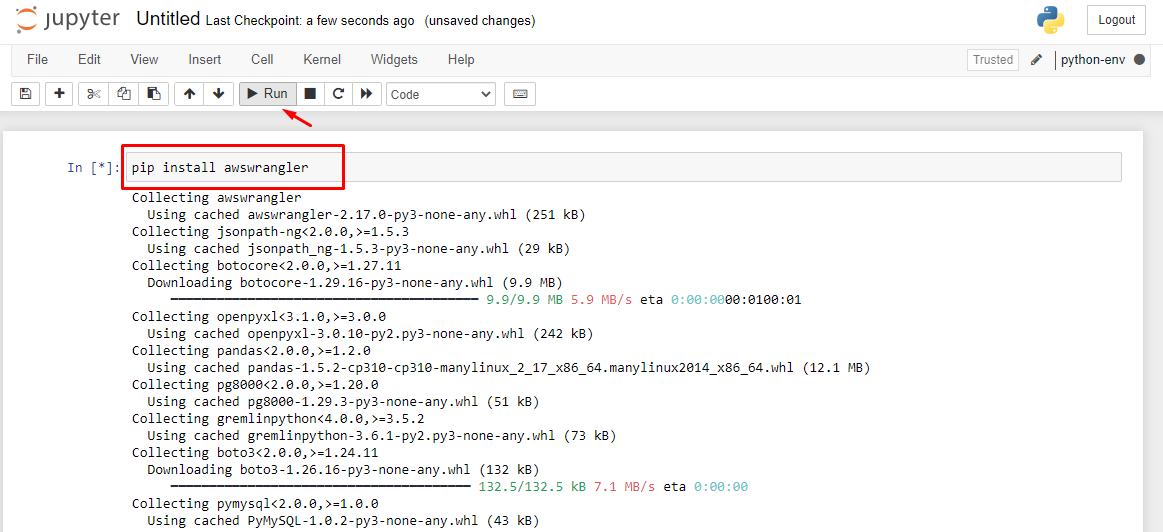 jupyter Untitled Last Checkpoint: a few seconds ago (unsaved changes) Logout
File Edit View Insert Cell Kernel Widgets Help Trusted python-env
Run Code
In [*]: pip install awswrangler
Collecting awswrangler
Using cached awswrangler-2.17.0-py3-none-any.whl (251 kB)
Collecting jsonpath-ng<2.0.0,>=1.5.3
Using cached jsonpath_ng-1.5.3-py3-none-any.whl (29 kB)
Collecting botocore<2.0.0,>=1.27.11
Downloading botocore-1.29.16-py3-none-any.whl (9.9 MB)
9.9/9.9 MB 5.9 MB/s eta 0:00:0000:0100:01
Collecting openpyxl<3.1.0,>=3.0.0
Using cached openpyxl-3.0.10-py2.py3-none-any.whl (242 kB)
Collecting pandas<2.0.0,>=1.2.0
Using cached pandas-1.5.2-cp310-cp310-manylinux_2_17_x86_64.manylinux2014_x86_64.whl (12.1 MB)
Collecting pg8000<2.0.0,>=1.20.0
Using cached pg8000-1.29.3-py3-none-any.whl (51 kB)
Collecting gremlinpython<4.0.0,>=3.5.2
Using cached gremlinpython-3.6.1-py2.py3-none-any.whl (73 kB)
Collecting boto3<2.0.0,>=1.24.11
Downloading boto3-1.26.16-py3-none-any.whl (132 kB)
132.5/132.5 kB 7.1 MB/s eta 0:00:00
Collecting pymysql<2.0.0,>=1.0.0
Using cached PyMySQL-1.0.2-py3-none-any.whl (43 kB)